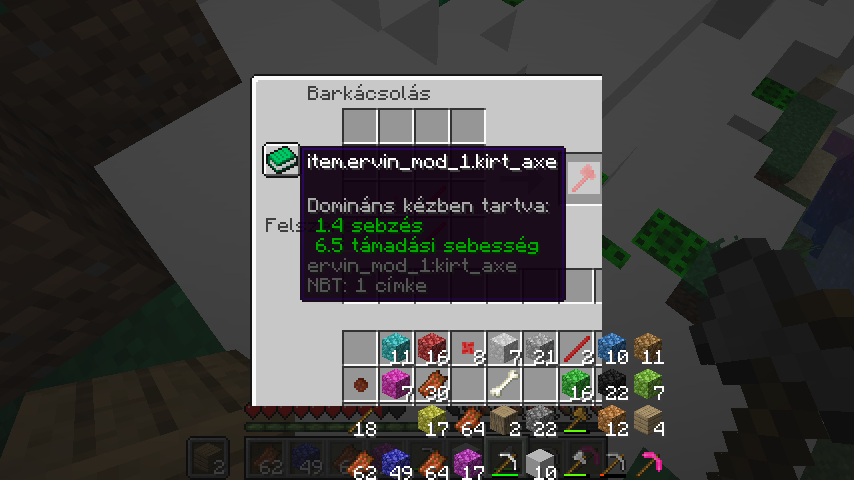 Barkácsolás
item.ervin_mod_1.kirt_axe
Domináns kézben tartva:
1.4 sebzés
Fels
6.5 támadási sebesség
ervin_mod_1:kirt_axe
NBT: 1 címke
11 16 8 7 21 2 10 11
7 30 16 22 7
18 17 64 2 22 12 4
2 62 49 64 17 10